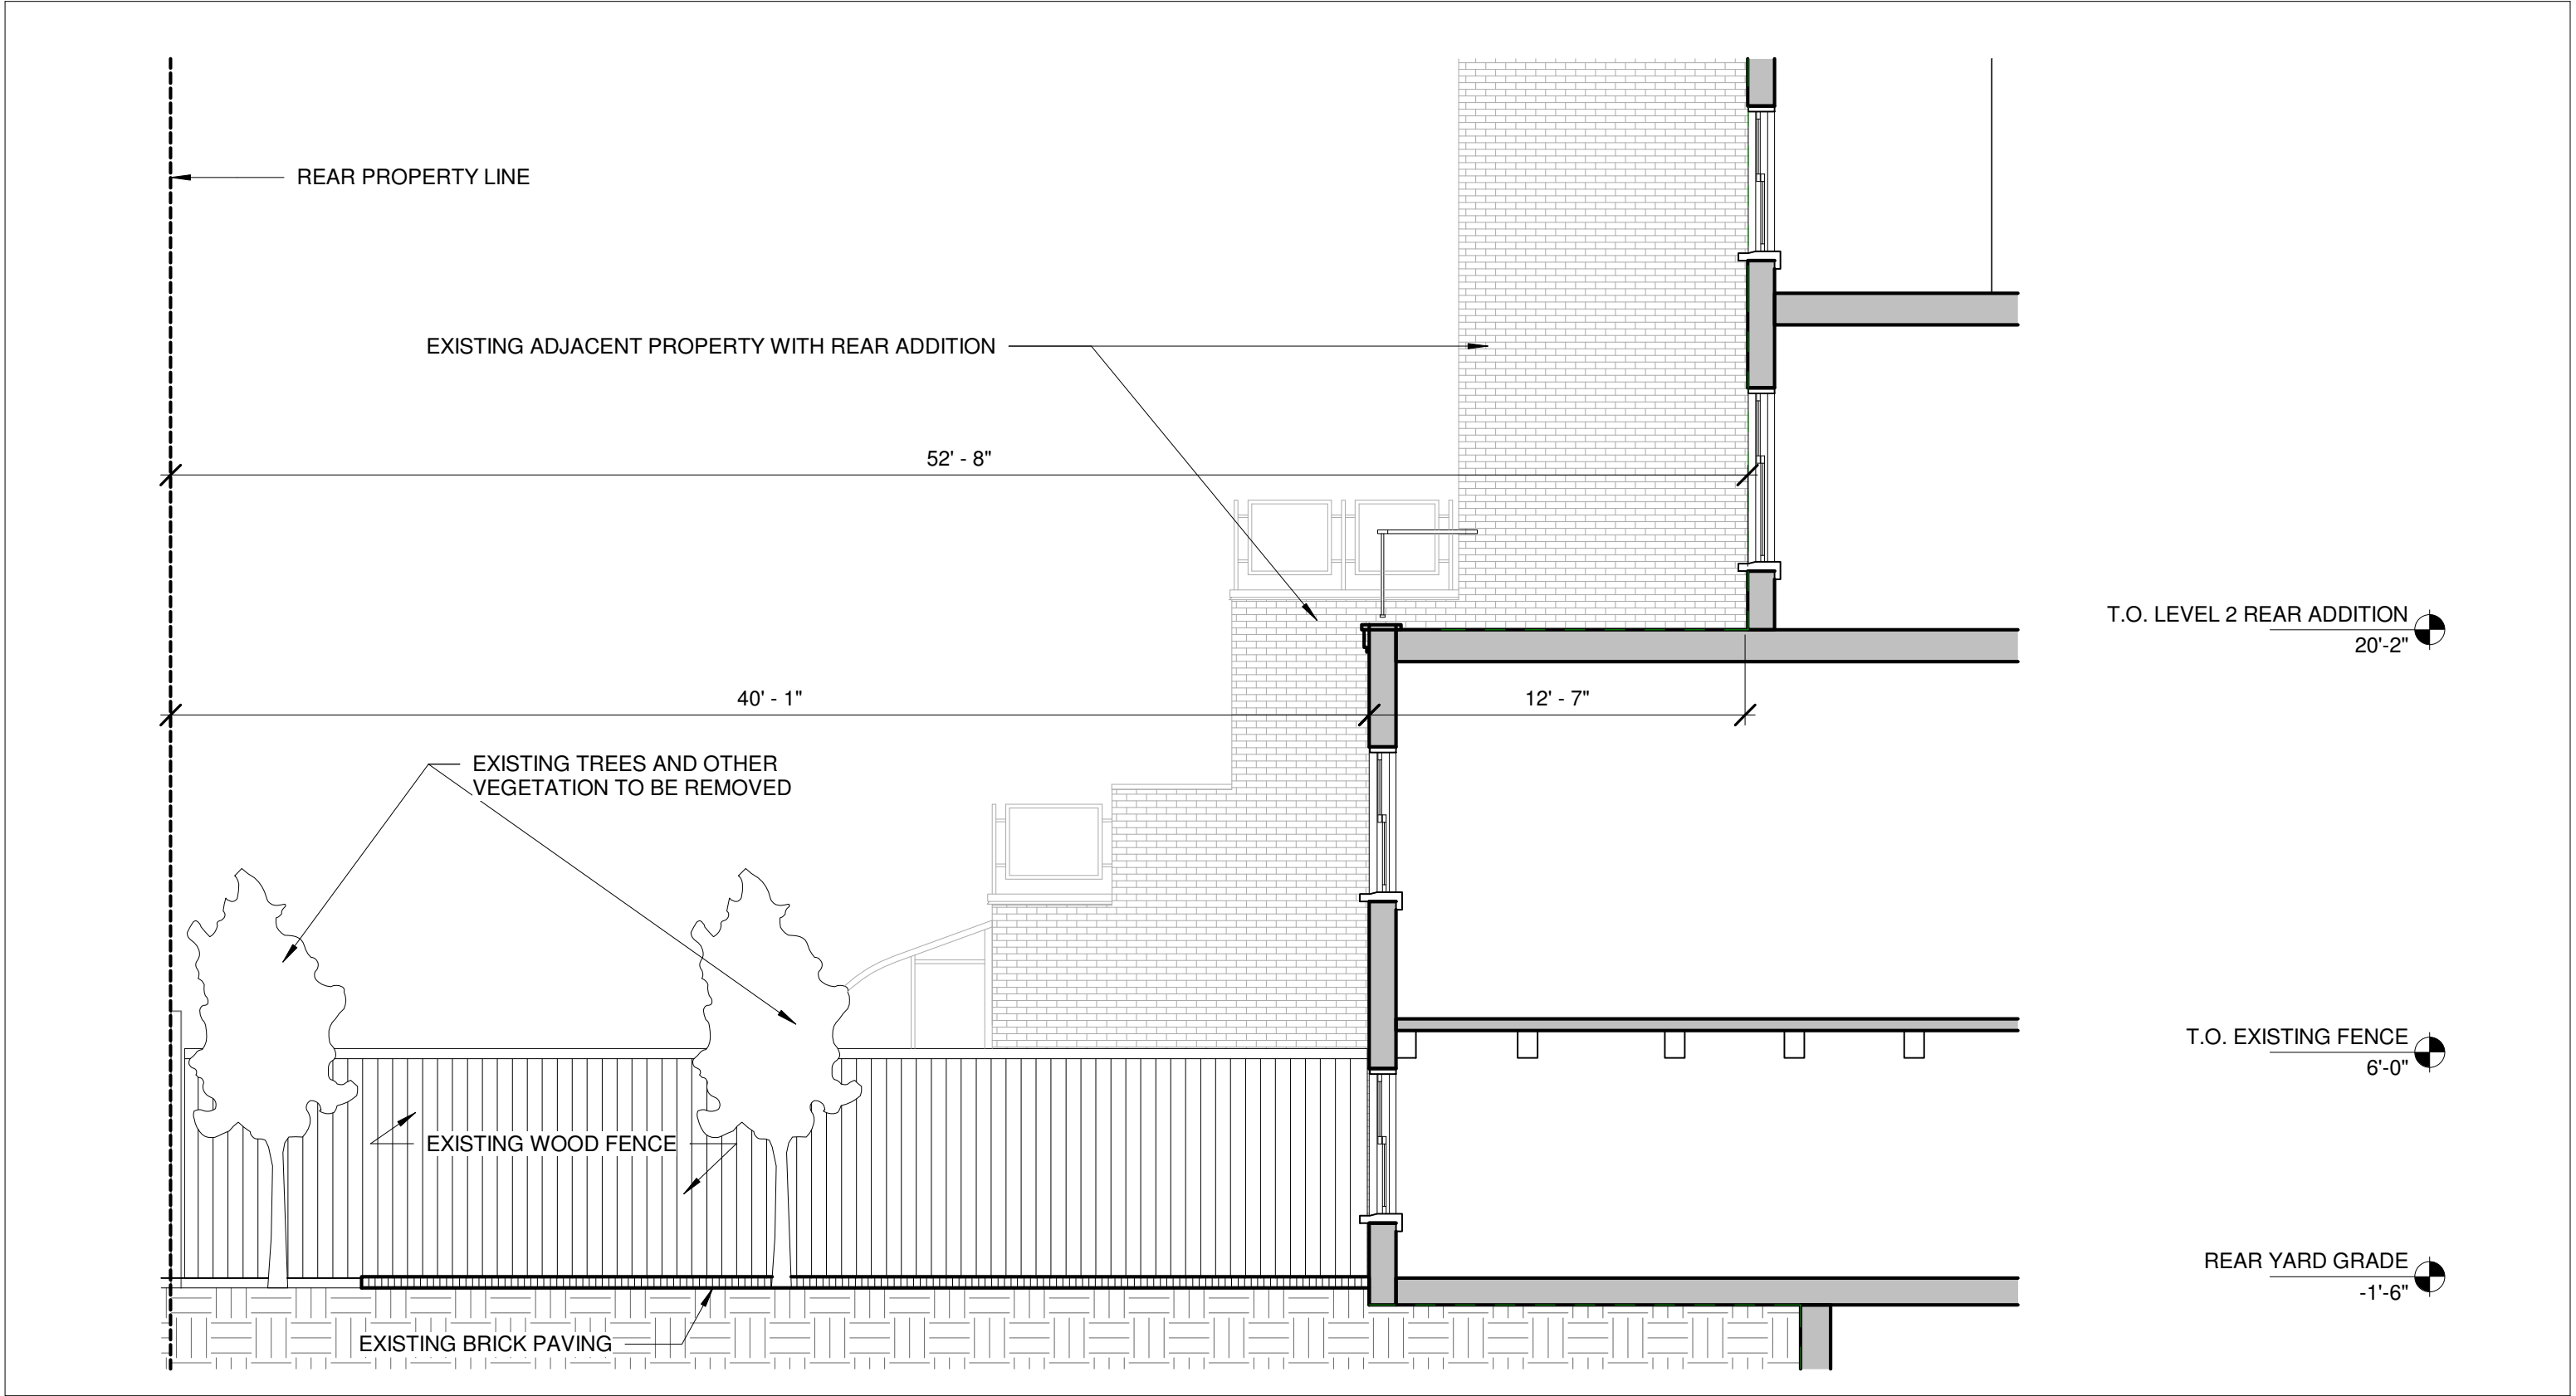 REAR PROPERTY LINE
EXISTING ADJACENT PROPERTY WITH REAR ADDITION
52' - 8"
T.O. LEVEL 2 REAR ADDITION
20'-2"
40' - 1"
12' - 7"
EXISTING TREES AND OTHER
VEGETATION TO BE REMOVED
T.O. EXISTING FENCE
6'-0"
EXISTING WOOD FENCE
REAR YARD GRADE
-1'-6"
EXISTING BRICK PAVING